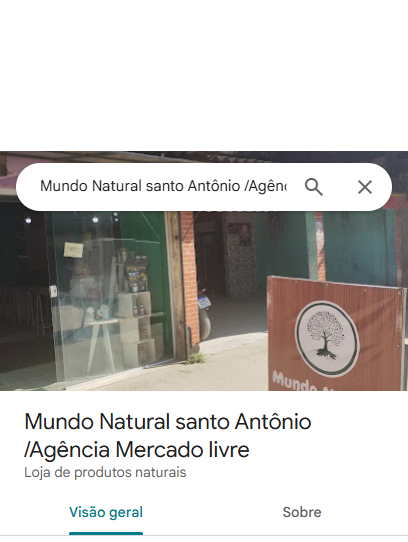 Mundo Natural santo Antônio /Agênc
Mundo
Mundo Natural santo Antônio
/Agência Mercado livre
Loja de produtos naturais
Visão geral
Sobre